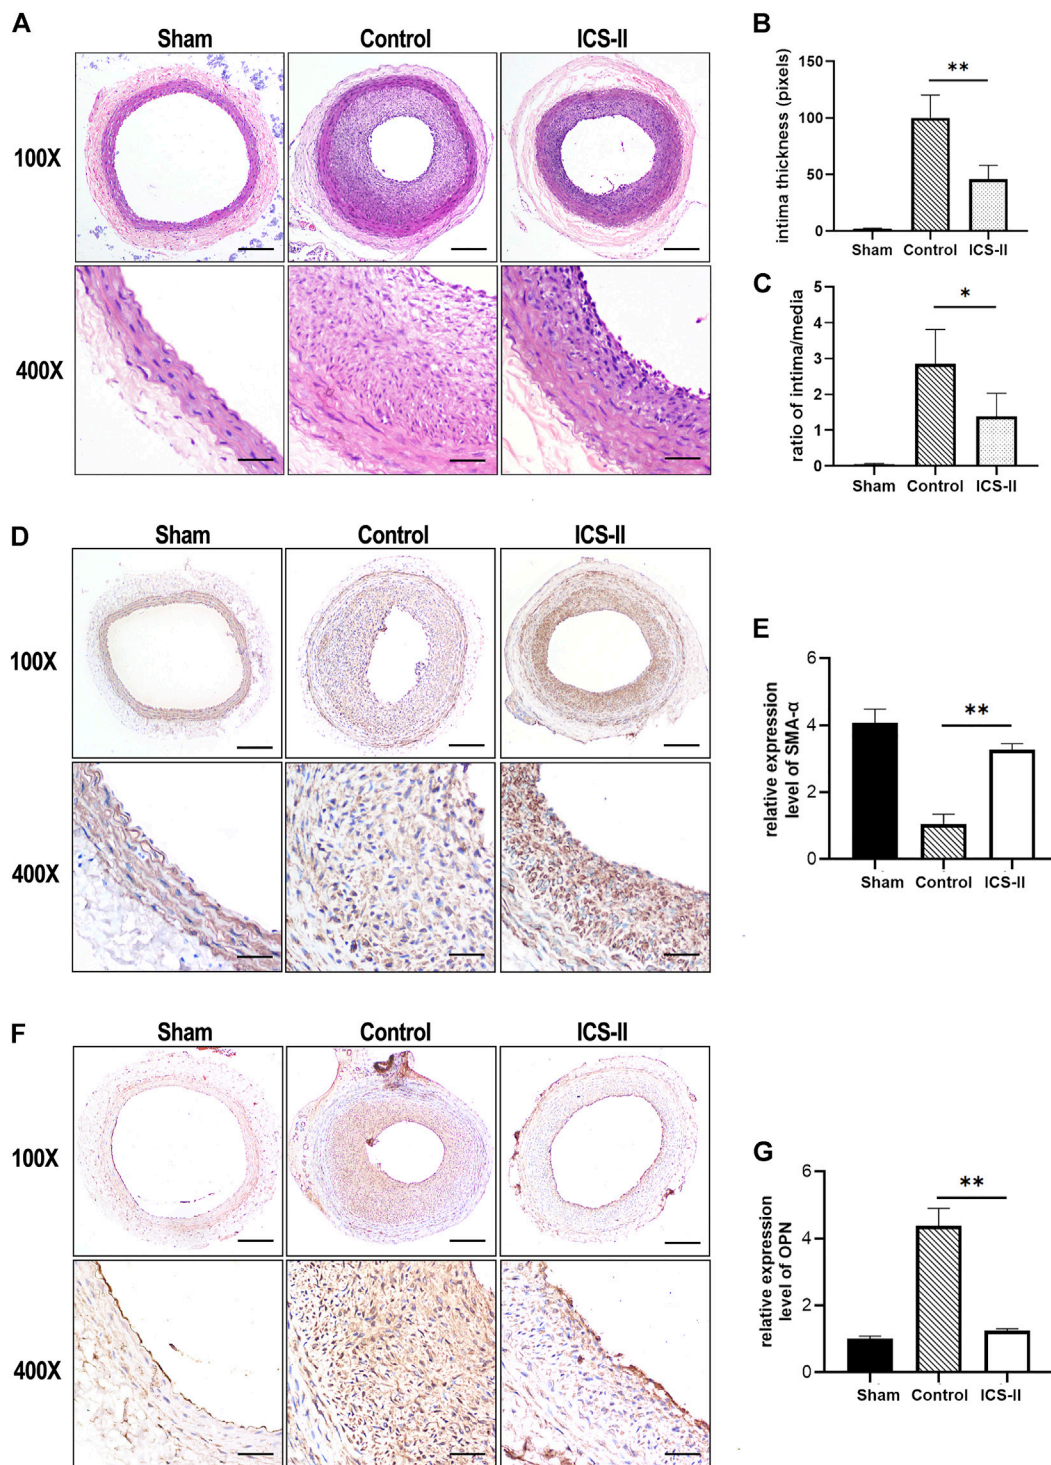 A
Sham
Control
ICS-II
100X
400X
B
intima thickness (pixels)
150
100
50
0
**
Sham
Control
ICS-II
C
ratio of intima/media
5
4
3
2
1
0
*
Sham
Control
ICS-II
D
Sham
Control
ICS-II
100X
400X
E
relative expression
level of SMA-α
6
4
2
0
**
Sham
Control
ICS-II
F
Sham
Control
ICS-II
100X
400X
G
relative expression
level of OPN
6
4
2
0
**
Sham
Control
ICS-II